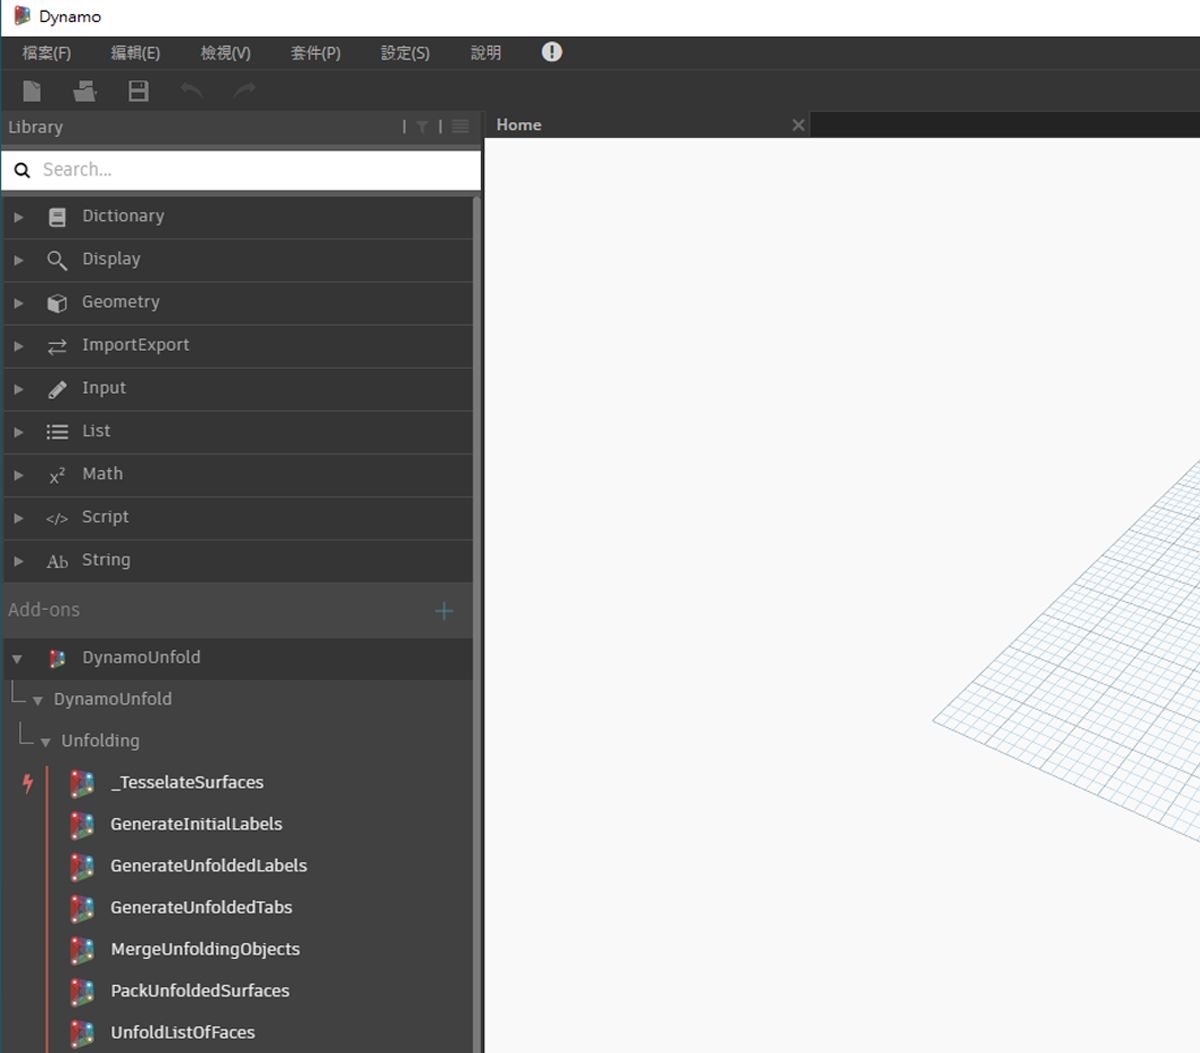 Dynamo
檔案(F) 編輯(E) 檢視(V) 套件(P) 設定(S) 說明
Library
Home
Search...
Dictionary
Display
Geometry
ImportExport
Input
List
x² Math
</> Script
Ab String
Add-ons
DynamoUnfold
DynamoUnfold
Unfolding
_TesselateSurfaces
GenerateInitialLabels
GenerateUnfoldedLabels
GenerateUnfoldedTabs
MergeUnfoldingObjects
PackUnfoldedSurfaces
UnfoldListOfFaces